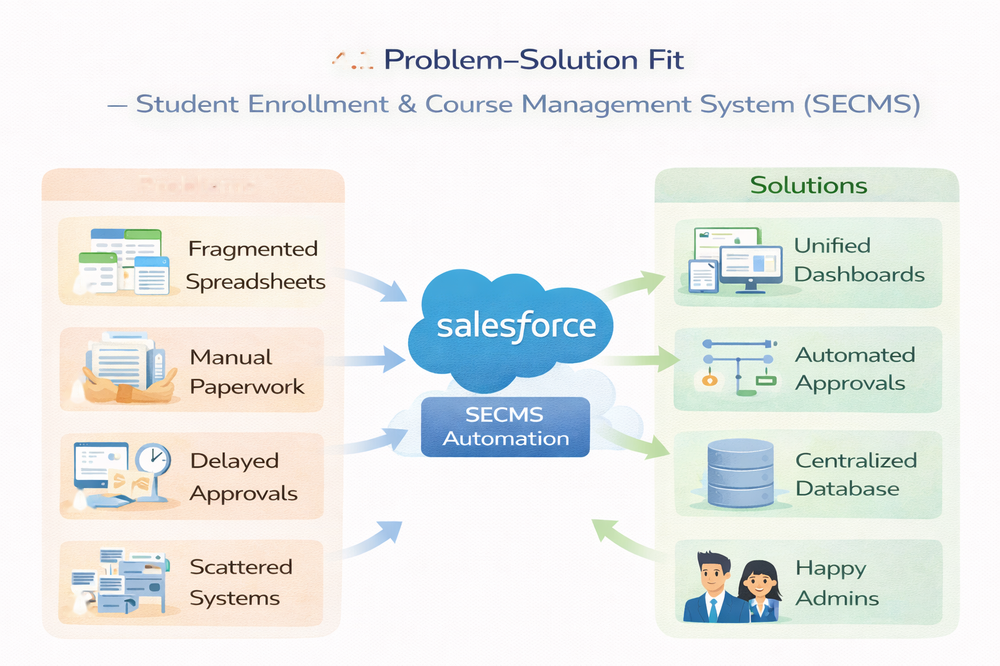 Problem–Solution Fit
— Student Enrollment & Course Management System (SECMS)
Fragmented
Spreadsheets
Manual
Paperwork
Delayed
Approvals
Scattered
Systems
salesforce
SECMS
Automation
Solutions
Unified
Dashboards
Automated
Approvals
Centralized
Database
Happy
Admins